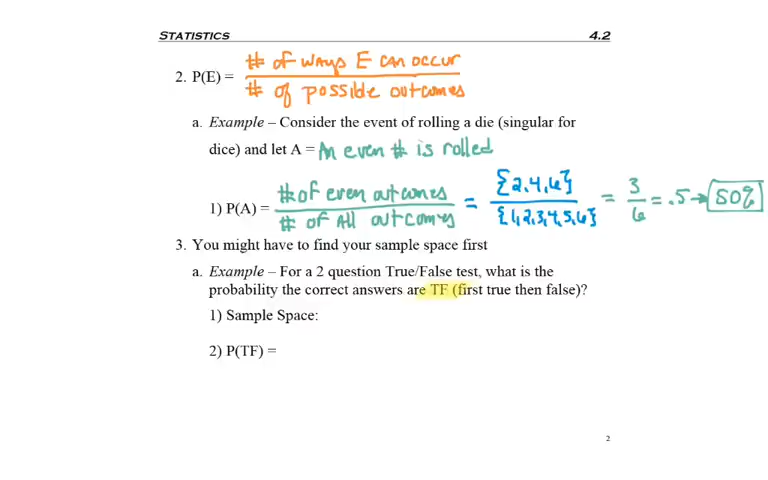 STATISTICS 4.2
2. P(E) = # of ways E can occur / # of possible outcomes
a. Example – Consider the event of rolling a die (singular for
dice) and let A = An even # is rolled
1) P(A) = # of even outcomes / # of All outcomes = {2,4,6} / {1,2,3,4,5,6} = 3/6 = .5 → 50%
3. You might have to find your sample space first
a. Example – For a 2 question True/False test, what is the
probability the correct answers are TF (first true then false)?
1) Sample Space:
2) P(TF) =
2